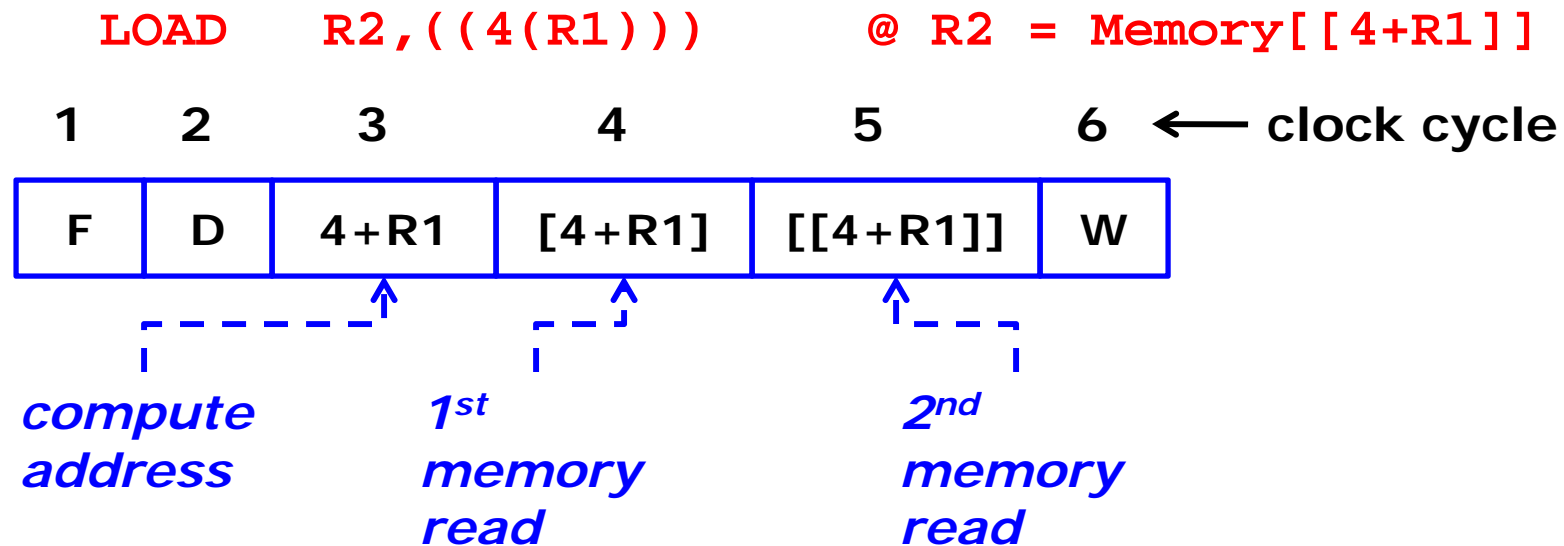 LOAD R2,((4(R1))) @ R2 = Memory[[4+R1]]
1 2 3 4 5 6 ← clock cycle
F D 4+R1 [4+R1] [[4+R1]] W
compute 1st 2nd
address memory memory
read read